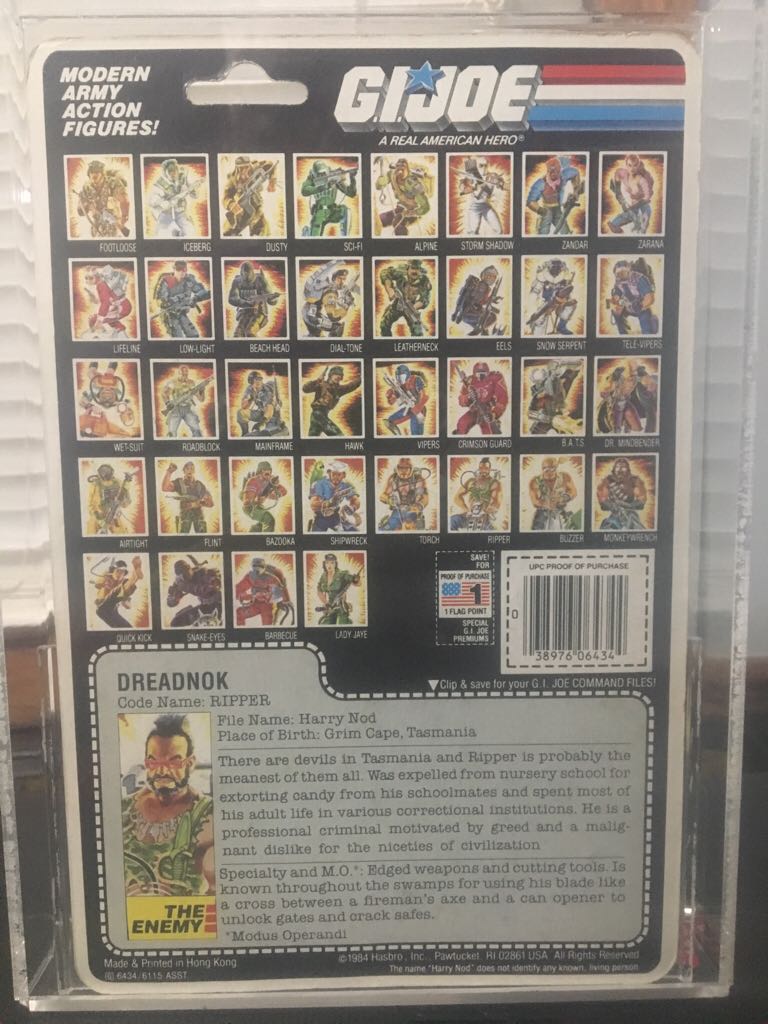 MODERN
ARMY
ACTION
FIGURES!
G.I. JOE
A REAL AMERICAN HERO®
FOOTLOOSE ICEBERG DUSTY SCI-FI ALPINE STORM SHADOW ZANDAR ZARANA
LIFELINE LOW-LIGHT BEACH HEAD DIAL-TONE LEATHERNECK EELS SNOW SERPENT TELE-VIPERS
WET-SUIT ROADBLOCK MAINFRAME HAWK VIPERS CRIMSON GUARD B.A.T.S. DR. MINDBENDER
AIRTIGHT FLINT BAZOOKA SHIPWRECK TORCH RIPPER BUZZER MONKEYWRENCH
QUICK KICK SNAKE-EYES BARBECUE LADY JAYE
SAVE!
FOR
PROOF OF PURCHASE
1
1 FLAG POINT
SPECIAL
G.I. JOE
PREMIUMS
UPC PROOF OF PURCHASE
0
38976 06434
▼Clip & save for your G.I. JOE COMMAND FILES!
DREADNOK
Code Name: RIPPER
File Name: Harry Nod
Place of Birth: Grim Cape, Tasmania
There are devils in Tasmania and Ripper is probably the
meanest of them all. Was expelled from nursery school for
extorting candy from his schoolmates and spent most of
his adult life in various correctional institutions. He is a
professional criminal motivated by greed and a malig-
nant dislike for the niceties of civilization
Specialty and M.O.*: Edged weapons and cutting tools. Is
known throughout the swamps for using his blade like
a cross between a fireman's axe and a can opener to
unlock gates and crack safes.
*Modus Operandi
THE
ENEMY
Made & Printed in Hong Kong
6434/6115 ASST.
©1984 Hasbro, Inc., Pawtucket, RI 02861 USA. All Rights Reserved
The name "Harry Nod" does not identify any known, living person